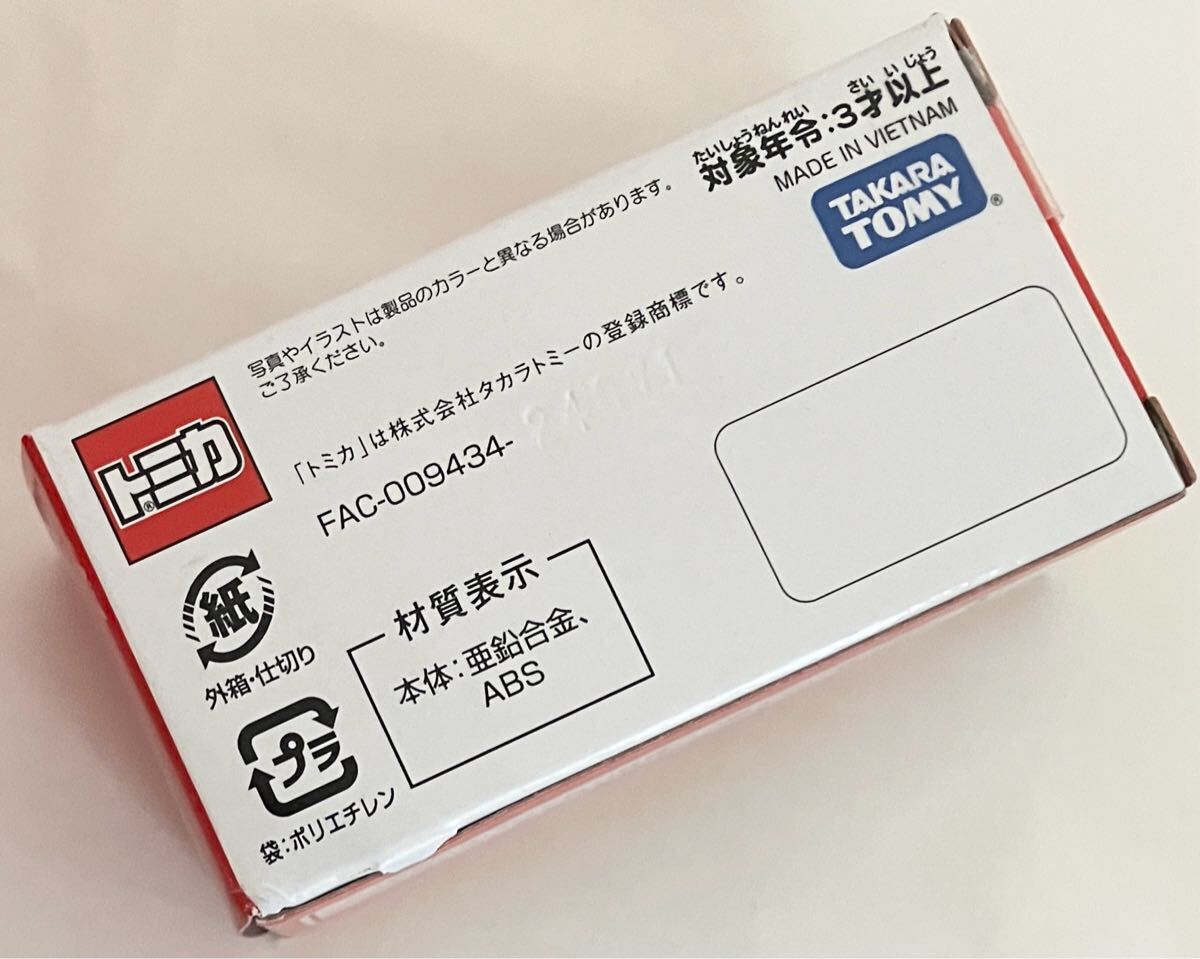 たいしょうねんれい さい いじょう
対象年令:3才以上
MADE IN VIETNAM
TAKARA
TOMY
®
写真やイラストは製品のカラーと異なる場合があります。
ご了承ください。
「トミカ」は株式会社タカラトミーの登録商標です。
FAC-009434-
トミカ
®
紙
外箱・仕切り
プラ
袋:ポリエチレン
材質表示
本体:亜鉛合金、
ABS